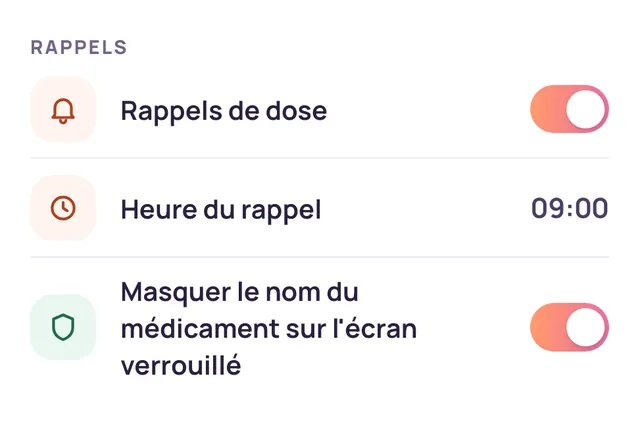 RAPPELS
Rappels de dose
Heure du rappel
09:00
Masquer le nom du
médicament sur l'écran
verrouillé